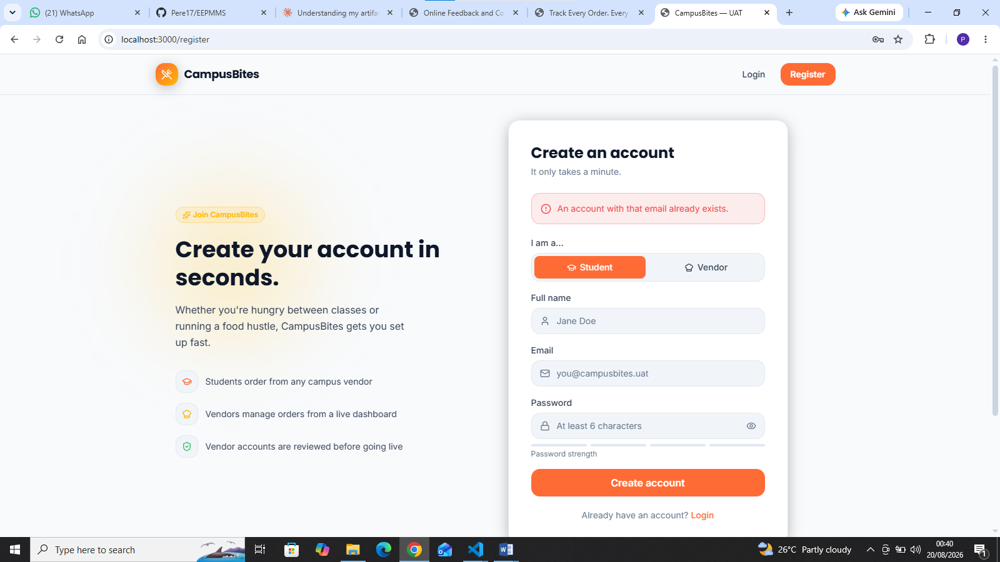 (21) WhatsApp
Pere17/EEPMMS
Understanding my artifa
Online Feedback and Co
Track Every Order. Every
CampusBites — UAT
Ask Gemini
localhost:3000/register
P
CampusBites
Login
Register
Join CampusBites
Create your account in
seconds.
Whether you're hungry between classes or
running a food hustle, CampusBites gets you set
up fast.
Students order from any campus vendor
Vendors manage orders from a live dashboard
Vendor accounts are reviewed before going live
Create an account
It only takes a minute.
An account with that email already exists.
I am a...
Student
Vendor
Full name
Jane Doe
Email
you@campusbites.uat
Password
At least 6 characters
Password strength
Create account
Already have an account? Login
Type here to search
26°C Partly cloudy
00:40
20/08/2026
1